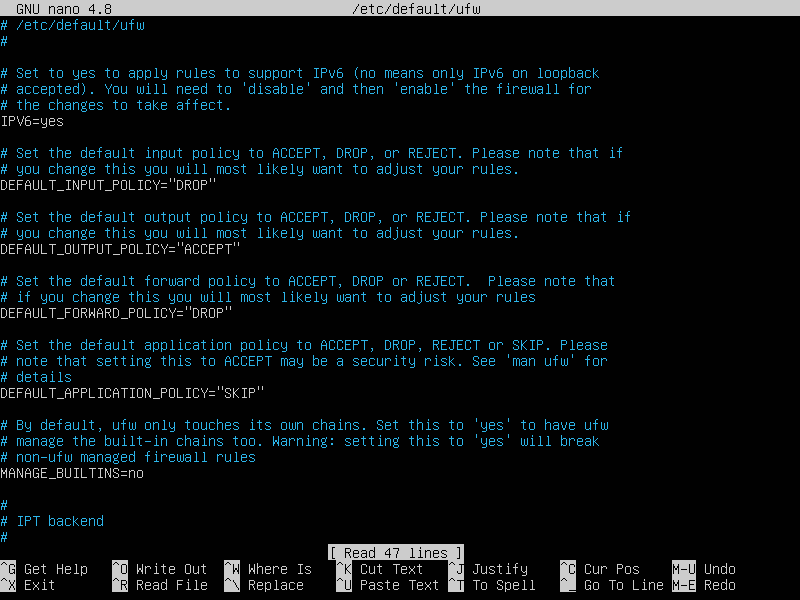 GNU nano 4.8 /etc/default/ufw
# /etc/default/ufw
#
# Set to yes to apply rules to support IPv6 (no means only IPv6 on loopback
# accepted). You will need to 'disable' and then 'enable' the firewall for
# the changes to take affect.
IPV6=yes
# Set the default input policy to ACCEPT, DROP, or REJECT. Please note that if
# you change this you will most likely want to adjust your rules.
DEFAULT_INPUT_POLICY="DROP"
# Set the default output policy to ACCEPT, DROP, or REJECT. Please note that if
# you change this you will most likely want to adjust your rules.
DEFAULT_OUTPUT_POLICY="ACCEPT"
# Set the default forward policy to ACCEPT, DROP or REJECT.  Please note that
# if you change this you will most likely want to adjust your rules
DEFAULT_FORWARD_POLICY="DROP"
# Set the default application policy to ACCEPT, DROP, REJECT or SKIP. Please
# note that setting this to ACCEPT may be a security risk. See 'man ufw' for
# details
DEFAULT_APPLICATION_POLICY="SKIP"
# By default, ufw only touches its own chains. Set this to 'yes' to have ufw
# manage the built-in chains too. Warning: setting this to 'yes' will break
# non-ufw managed firewall rules
MANAGE_BUILTINS=no
#
# IPT backend
#
[ Read 47 lines ]
^G Get Help ^O Write Out ^W Where Is ^K Cut Text ^J Justify ^C Cur Pos M-U Undo
^X Exit ^R Read File ^\ Replace ^U Paste Text ^T To Spell ^_ Go To Line M-E Redo